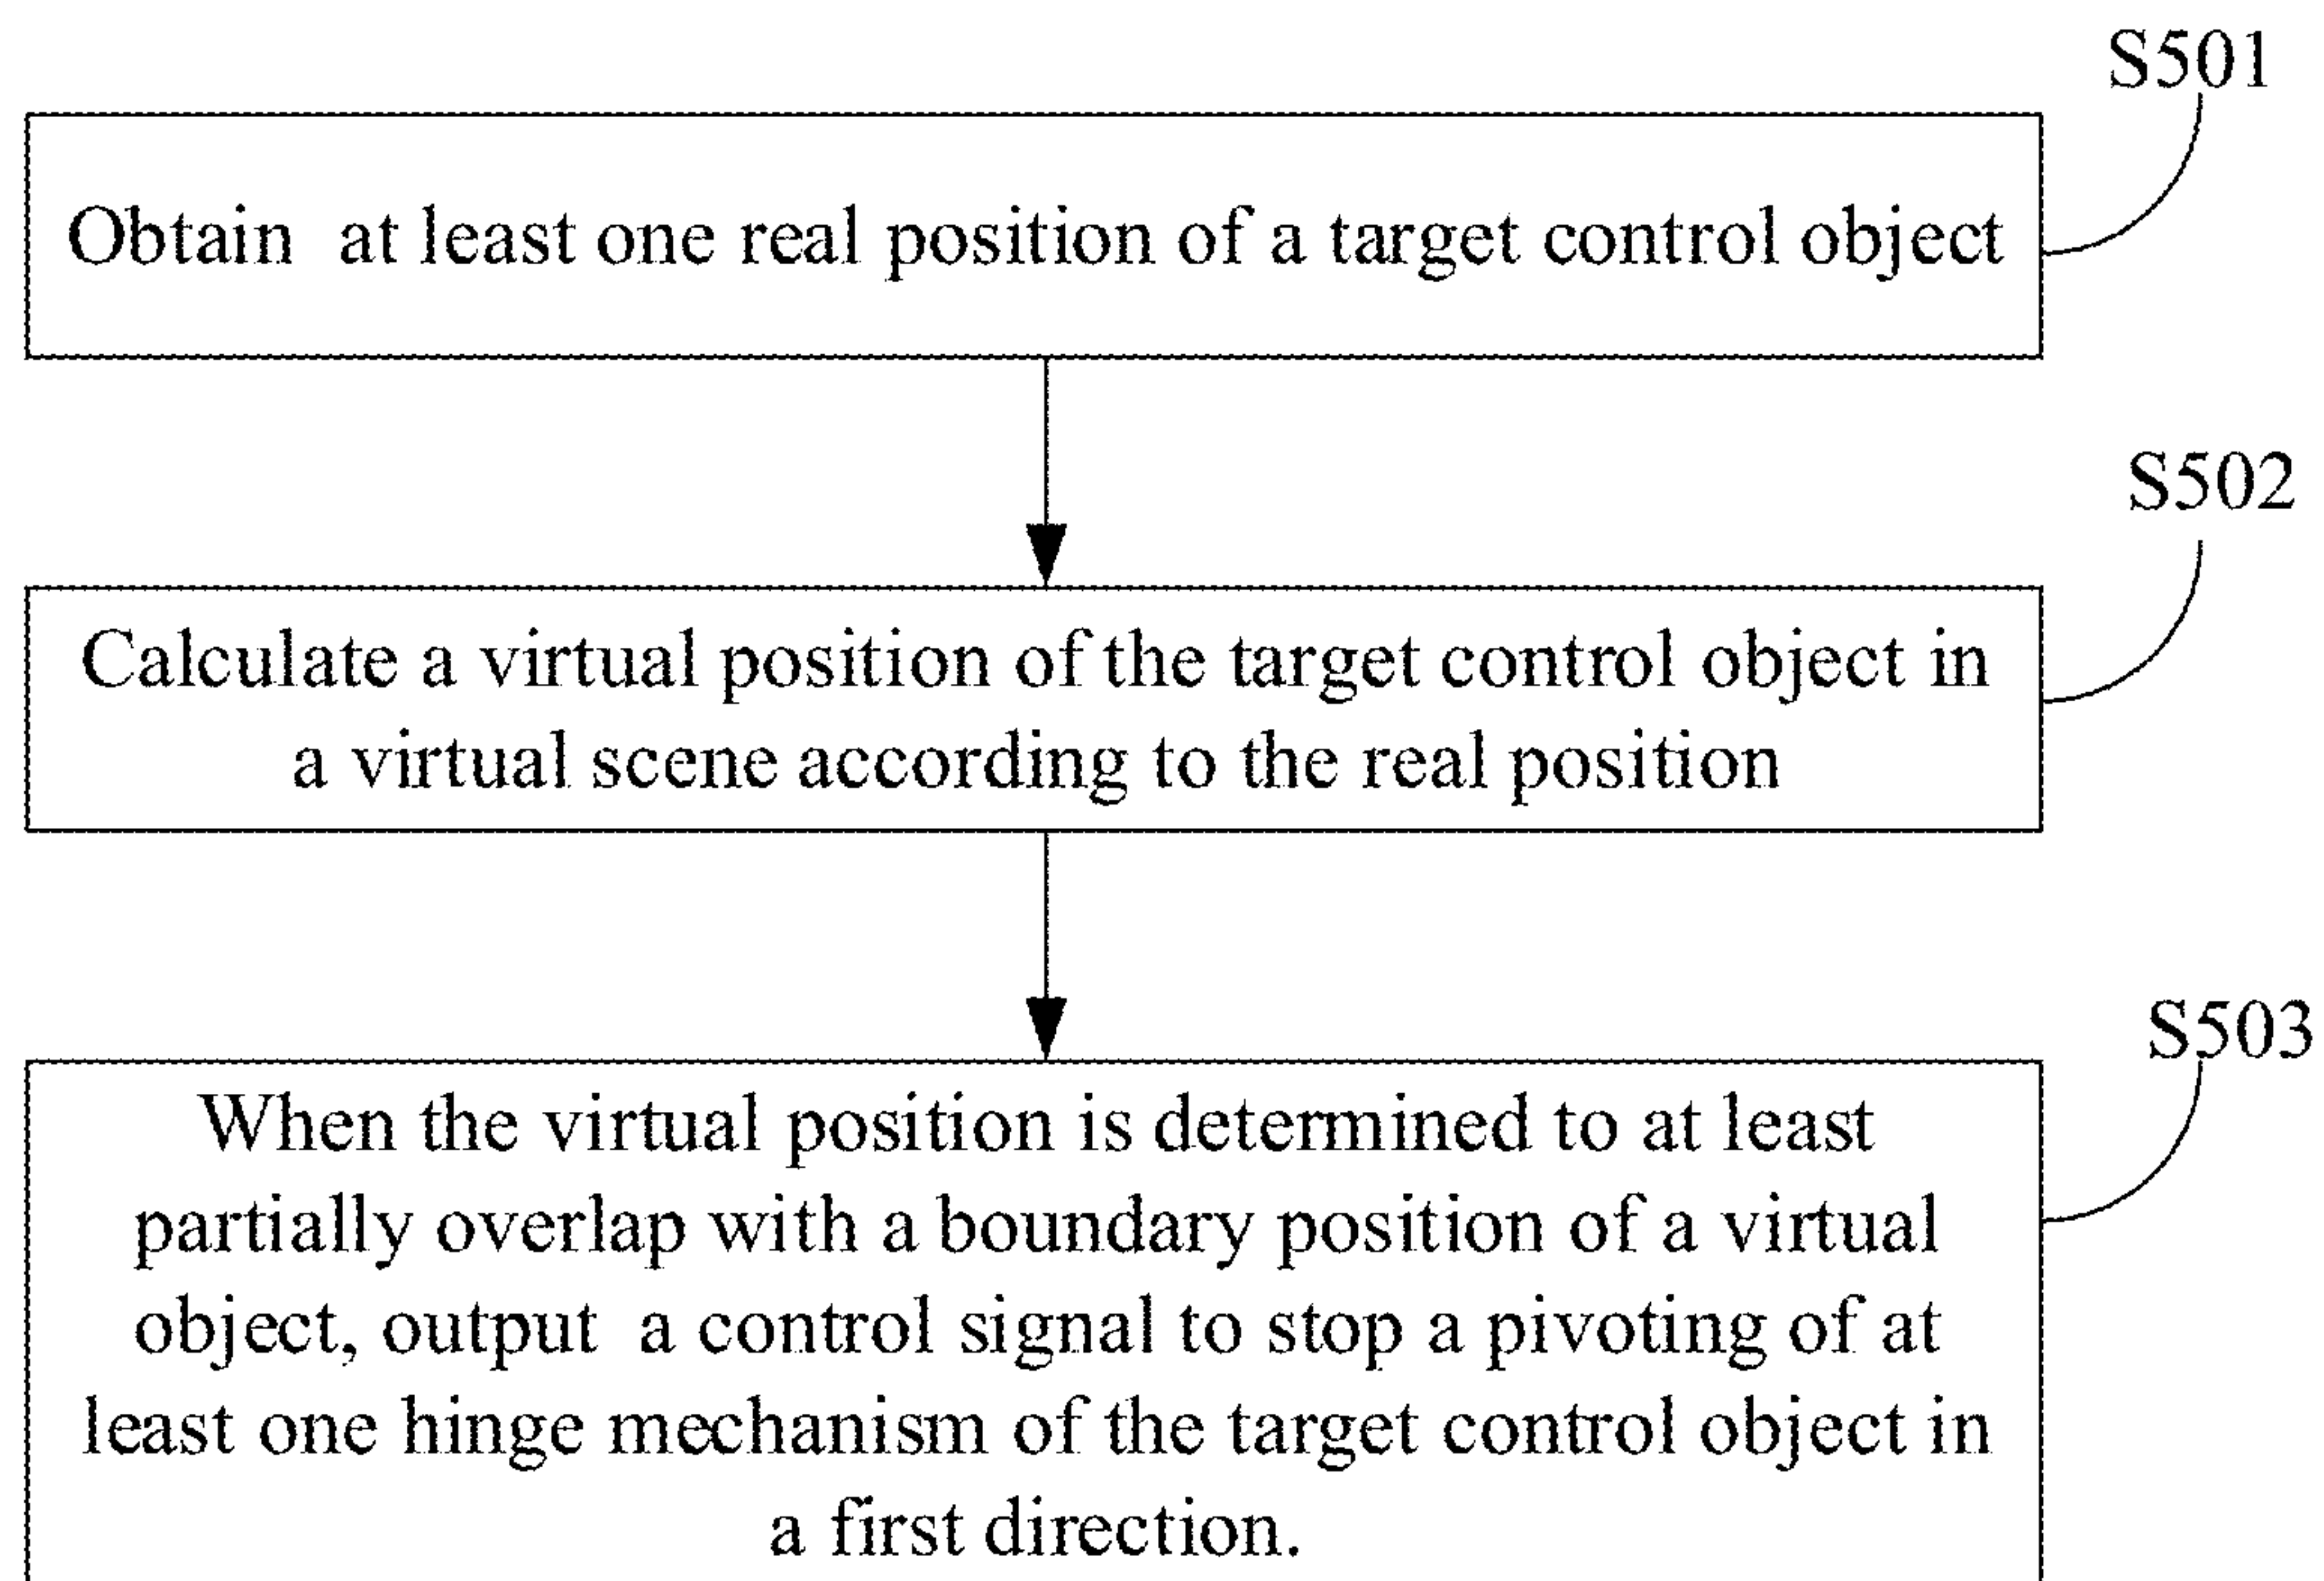 S501
Obtain at least one real position of a target control object
S502
Calculate a virtual position of the target control object in
a virtual scene according to the real position
S503
When the virtual position is determined to at least
partially overlap with a boundary position of a virtual
object, output a control signal to stop a pivoting of at
least one hinge mechanism of the target control object in
a first direction.